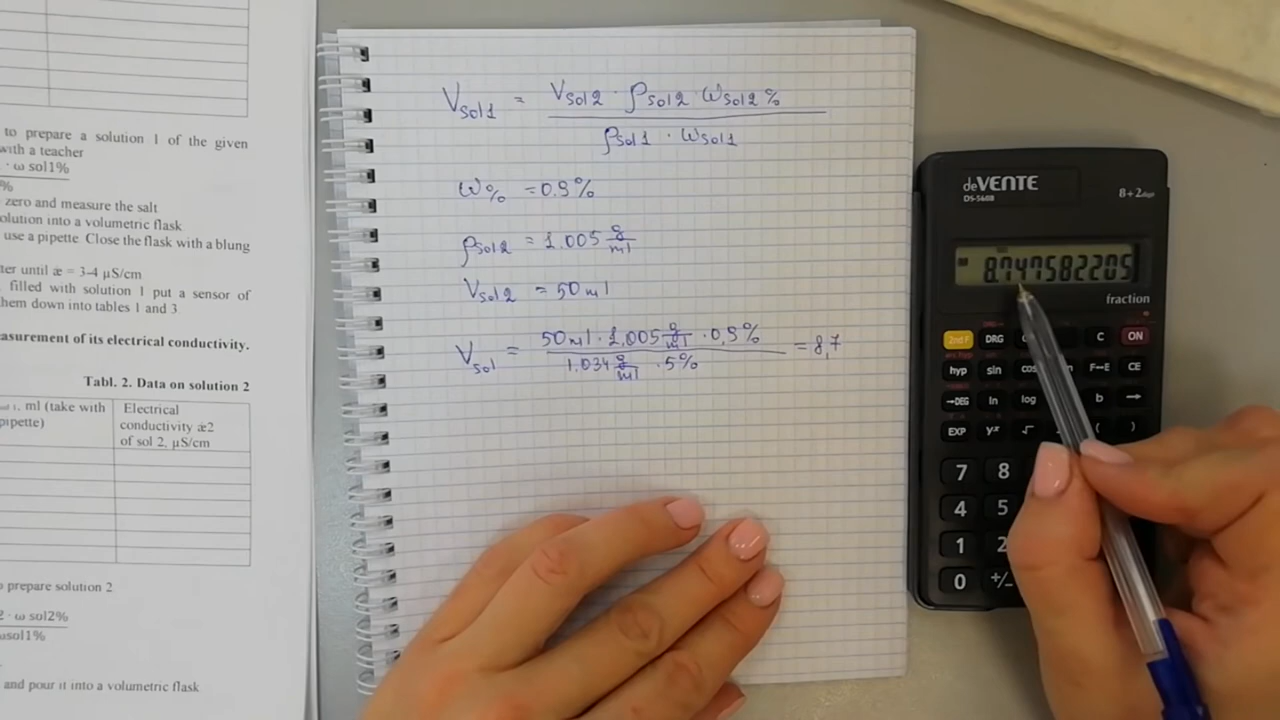 to prepare a solution 1 of the given
with a teacher
· ω sol1%
%
zero and measure the salt
olution into a volumetric flask
use a pipette. Close the flask with a blung
ter until æ = 3-4 µS/cm
filled with solution 1 put a sensor of
hem down into tables 1 and 3
asurement of its electrical conductivity.
Tabl. 2. Data on solution 2
sol 1, ml (take with pipette)
Electrical conductivity æ2 of sol 2, µS/cm
prepare solution 2
2 · ω sol2%
ωsol1%
and pour it into a volumetric flask
Vsol1 = Vsol2 · ρsol2 · ωsol2 % / ρsol1 · ωsol1
ω% = 0.9%
ρsol2 = 1.005 g/ml
Vsol2 = 50 ml
Vsol = 50 ml · 1,005 g/ml · 0,9% / 1.034 g/ml · 5% = 8,7
deVENTE
DS-568B
8+2 digit
8.747582205
fraction
2nd F DRG C ON
hyp sin cos F↔E CE
→DEG ln log b →
EXP yˣ √ ( )
7 8
4 5
1 2
0 +/-